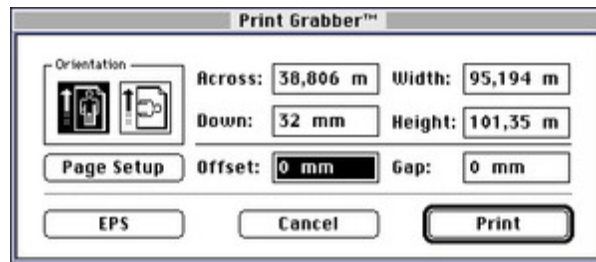 Print Grabber™
Orientation
Across: 38,806 m Width: 95,194 m
Down: 32 mm Height: 101,35 m
Page Setup Offset: 0 mm Gap: 0 mm
EPS Cancel Print